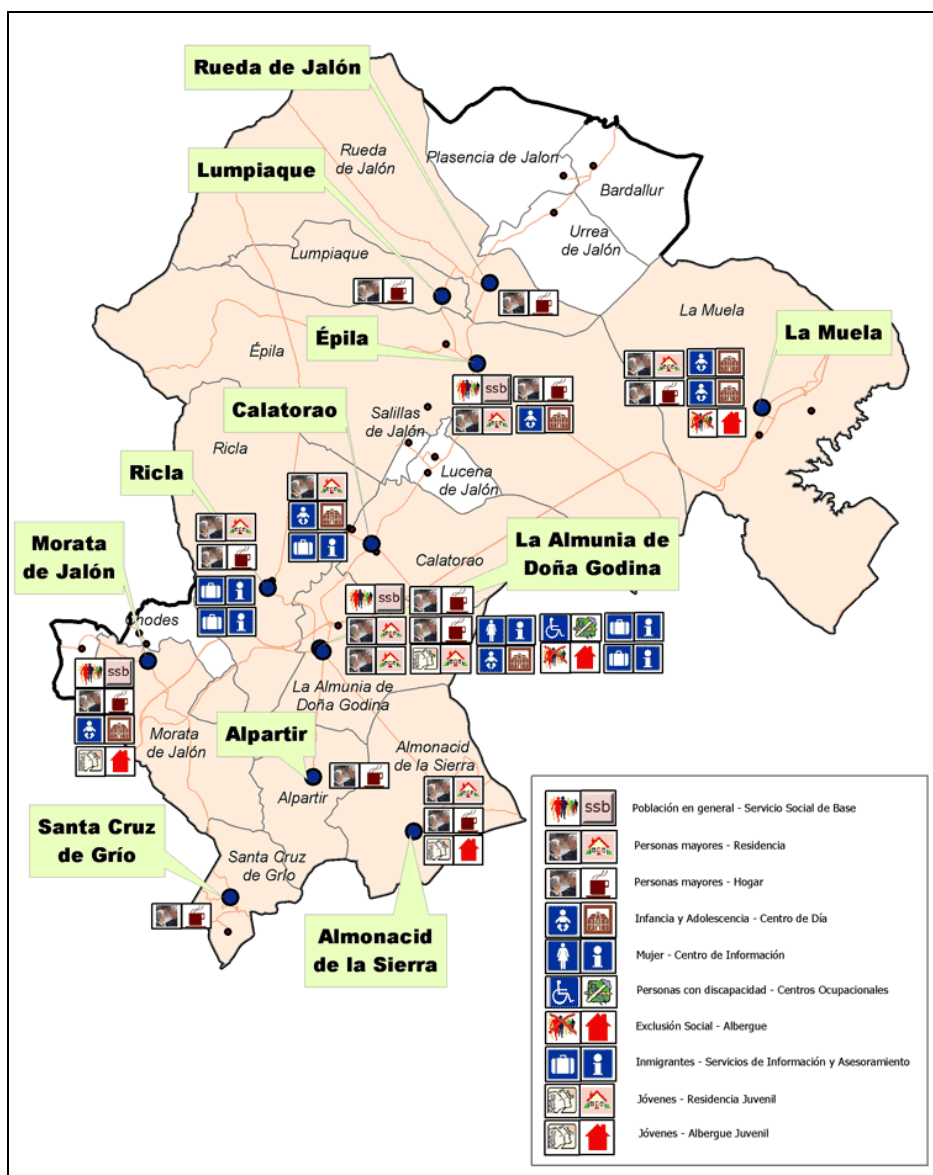 Rueda de Jalón
Rueda
de Jalón
Plasencia de Jalon
Lumpiaque
Bardallur
Urrea
de Jalón
Lumpiaque
La Muela
La Muela
Épila
Épila
ssb
Calatorao
Salillas
de Jalón
Ricla
Lucena
de Jalón
Ricla
Morata
de Jalón
La Almunia de
Doña Godina
Calatorao
ssb
Chodes
ssb
La Almunia de
Doña Godina
Morata
de Jalón
Alpartir
Almonacid
de la Sierra
Alpartir
Santa Cruz
de Grío
Santa Cruz
de Grío
Almonacid
de la Sierra
ssb Población en general - Servicio Social de Base
Personas mayores - Residencia
Personas mayores - Hogar
Infancia y Adolescencia - Centro de Día
Mujer - Centro de Información
Personas con discapacidad - Centros Ocupacionales
Exclusión Social - Albergue
Inmigrantes - Servicios de Información y Asesoramiento
Jóvenes - Residencia Juvenil
Jóvenes - Albergue Juvenil